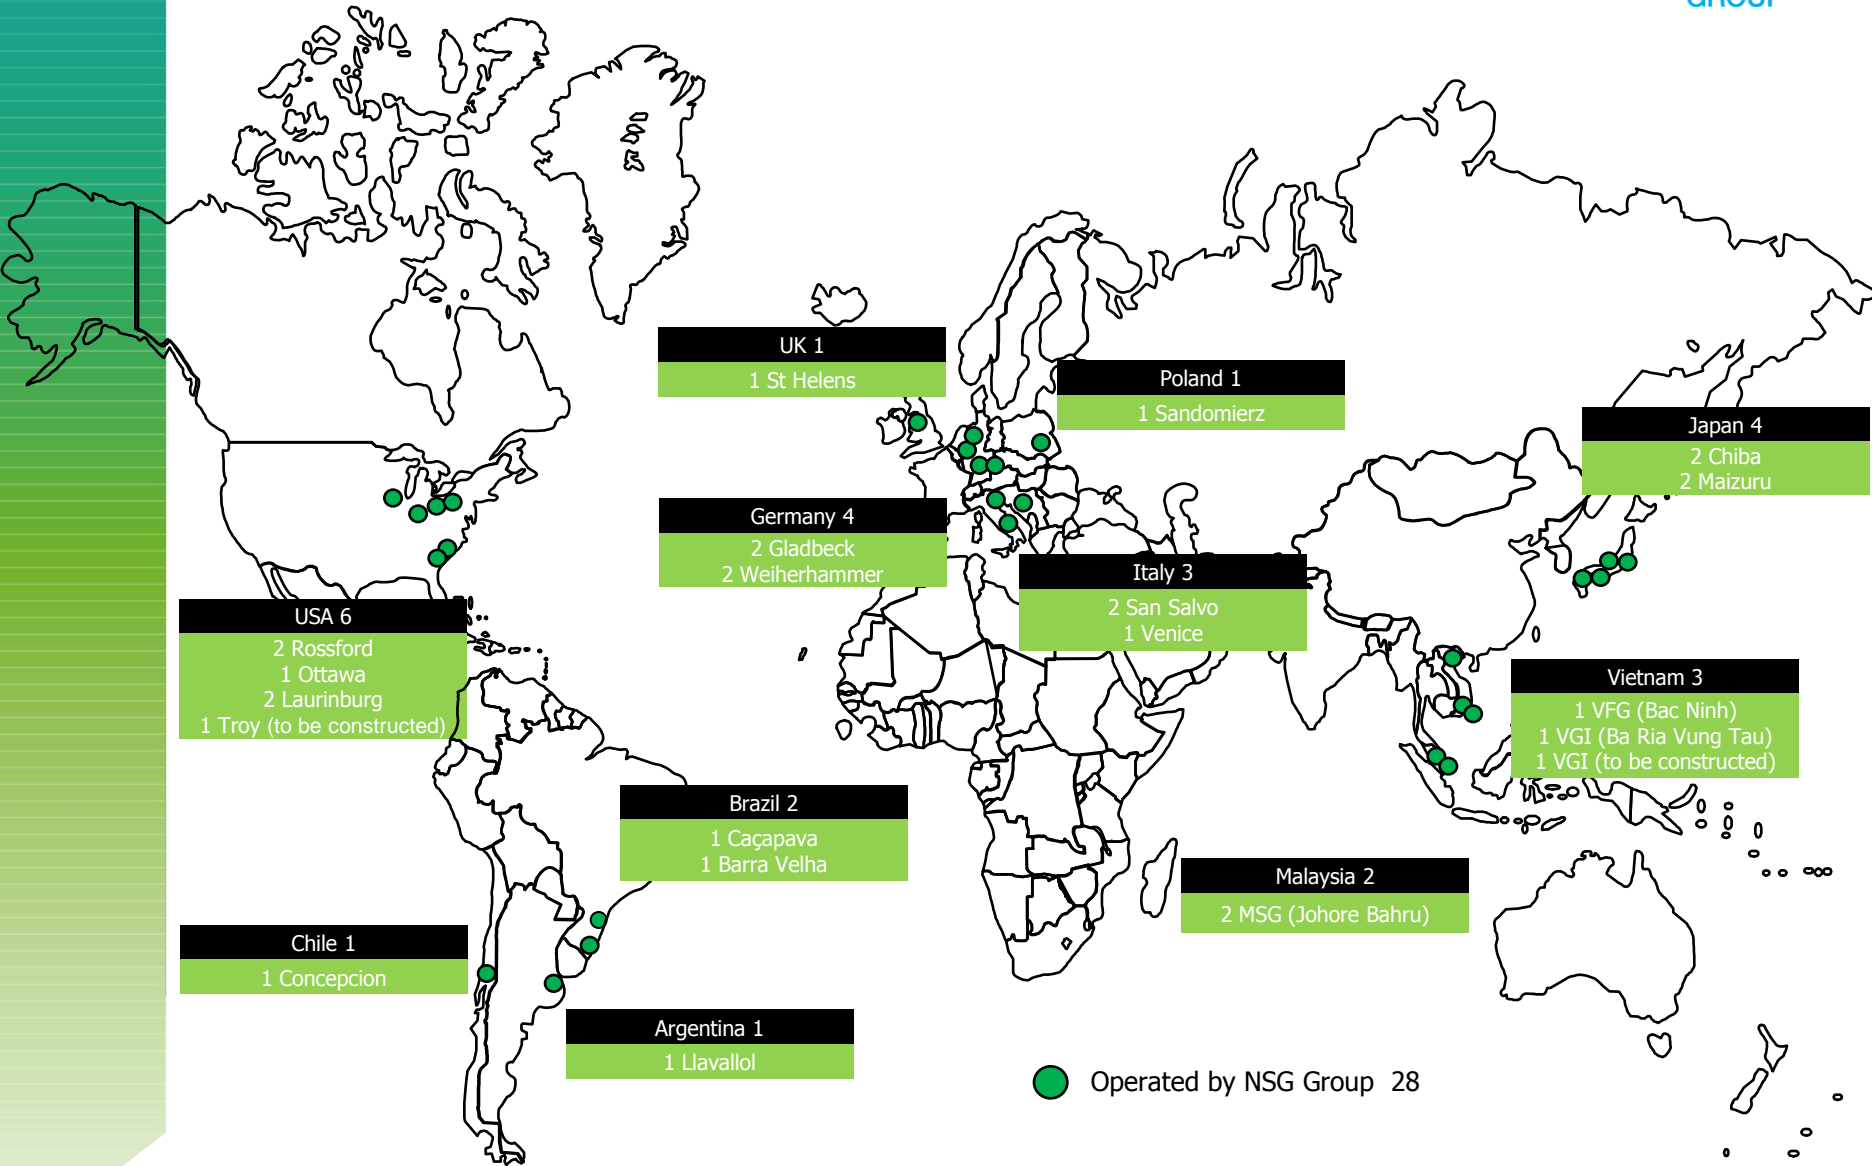 UK 1
1 St Helens
Poland 1
1 Sandomierz
Japan 4
2 Chiba
2 Maizuru
Germany 4
2 Gladbeck
2 Weiherhammer
Italy 3
2 San Salvo
1 Venice
USA 6
2 Rossford
1 Ottawa
2 Laurinburg
1 Troy (to be constructed)
Vietnam 3
1 VFG (Bac Ninh)
1 VGI (Ba Ria Vung Tau)
1 VGI (to be constructed)
Brazil 2
1 Caçapava
1 Barra Velha
Malaysia 2
2 MSG (Johore Bahru)
Chile 1
1 Concepcion
Argentina 1
1 Llavallol
Operated by NSG Group 28